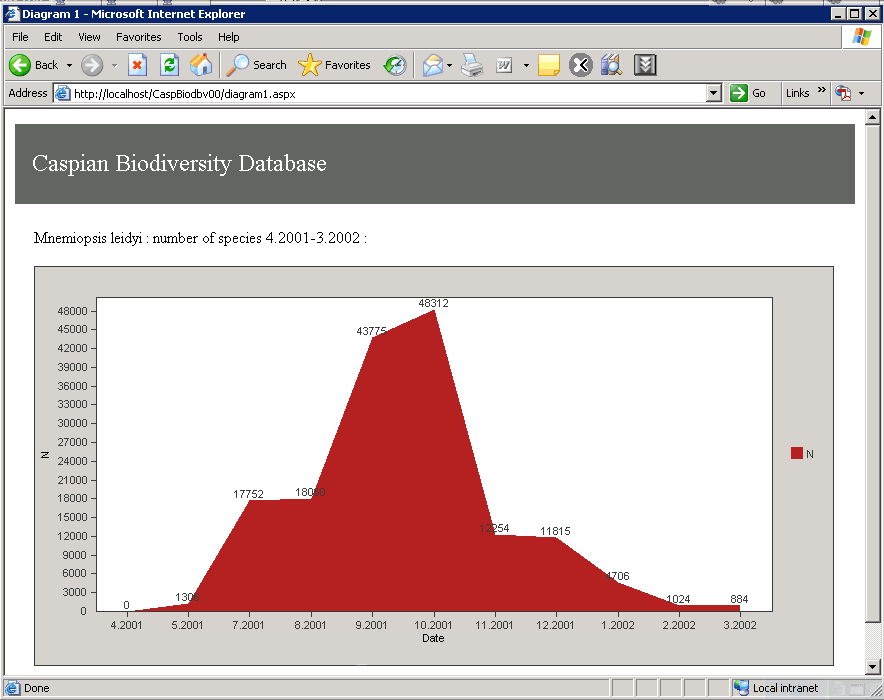 Diagram 1 - Microsoft Internet Explorer
File Edit View Favorites Tools Help
Back Search Favorites
Address http://localhost/CaspBiodbv00/diagram1.aspx Go Links »
Caspian Biodiversity Database
Mnemiopsis leidyi : number of species 4.2001-3.2002 :
48312
48000
45000
43775
42000
39000
36000
33000
30000
27000
N
N
24000
21000
18000
17752
15000
12254
11815
12000
9000
6000
4706
3000
0
1024
884
0
4.2001 5.2001 7.2001 8.2001 9.2001 10.2001 11.2001 12.2001 1.2002 2.2002 3.2002
Date
Done Local intranet